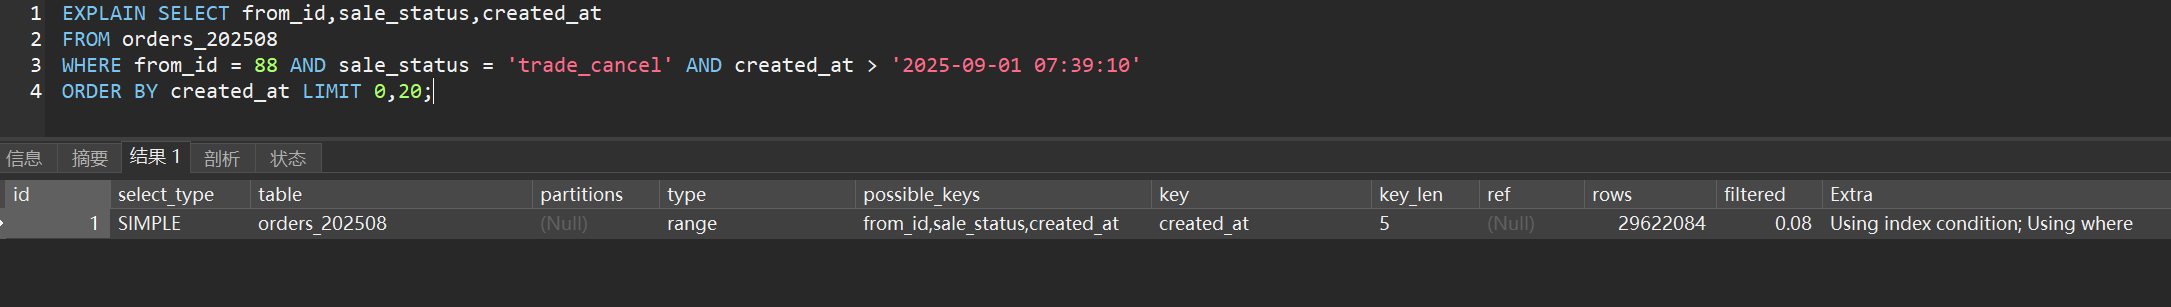 1 EXPLAIN SELECT from_id,sale_status,created_at
2 FROM orders_202508
3 WHERE from_id = 88 AND sale_status = 'trade_cancel' AND created_at > '2025-09-01 07:39:10'
4 ORDER BY created_at LIMIT 0,20;
信息 摘要 结果 1 剖析 状态
id select_type table partitions type possible_keys key key_len ref rows filtered Extra
1 SIMPLE orders_202508 (Null) range from_id,sale_status,created_at created_at 5 (Null) 29622084 0.08 Using index condition; Using where